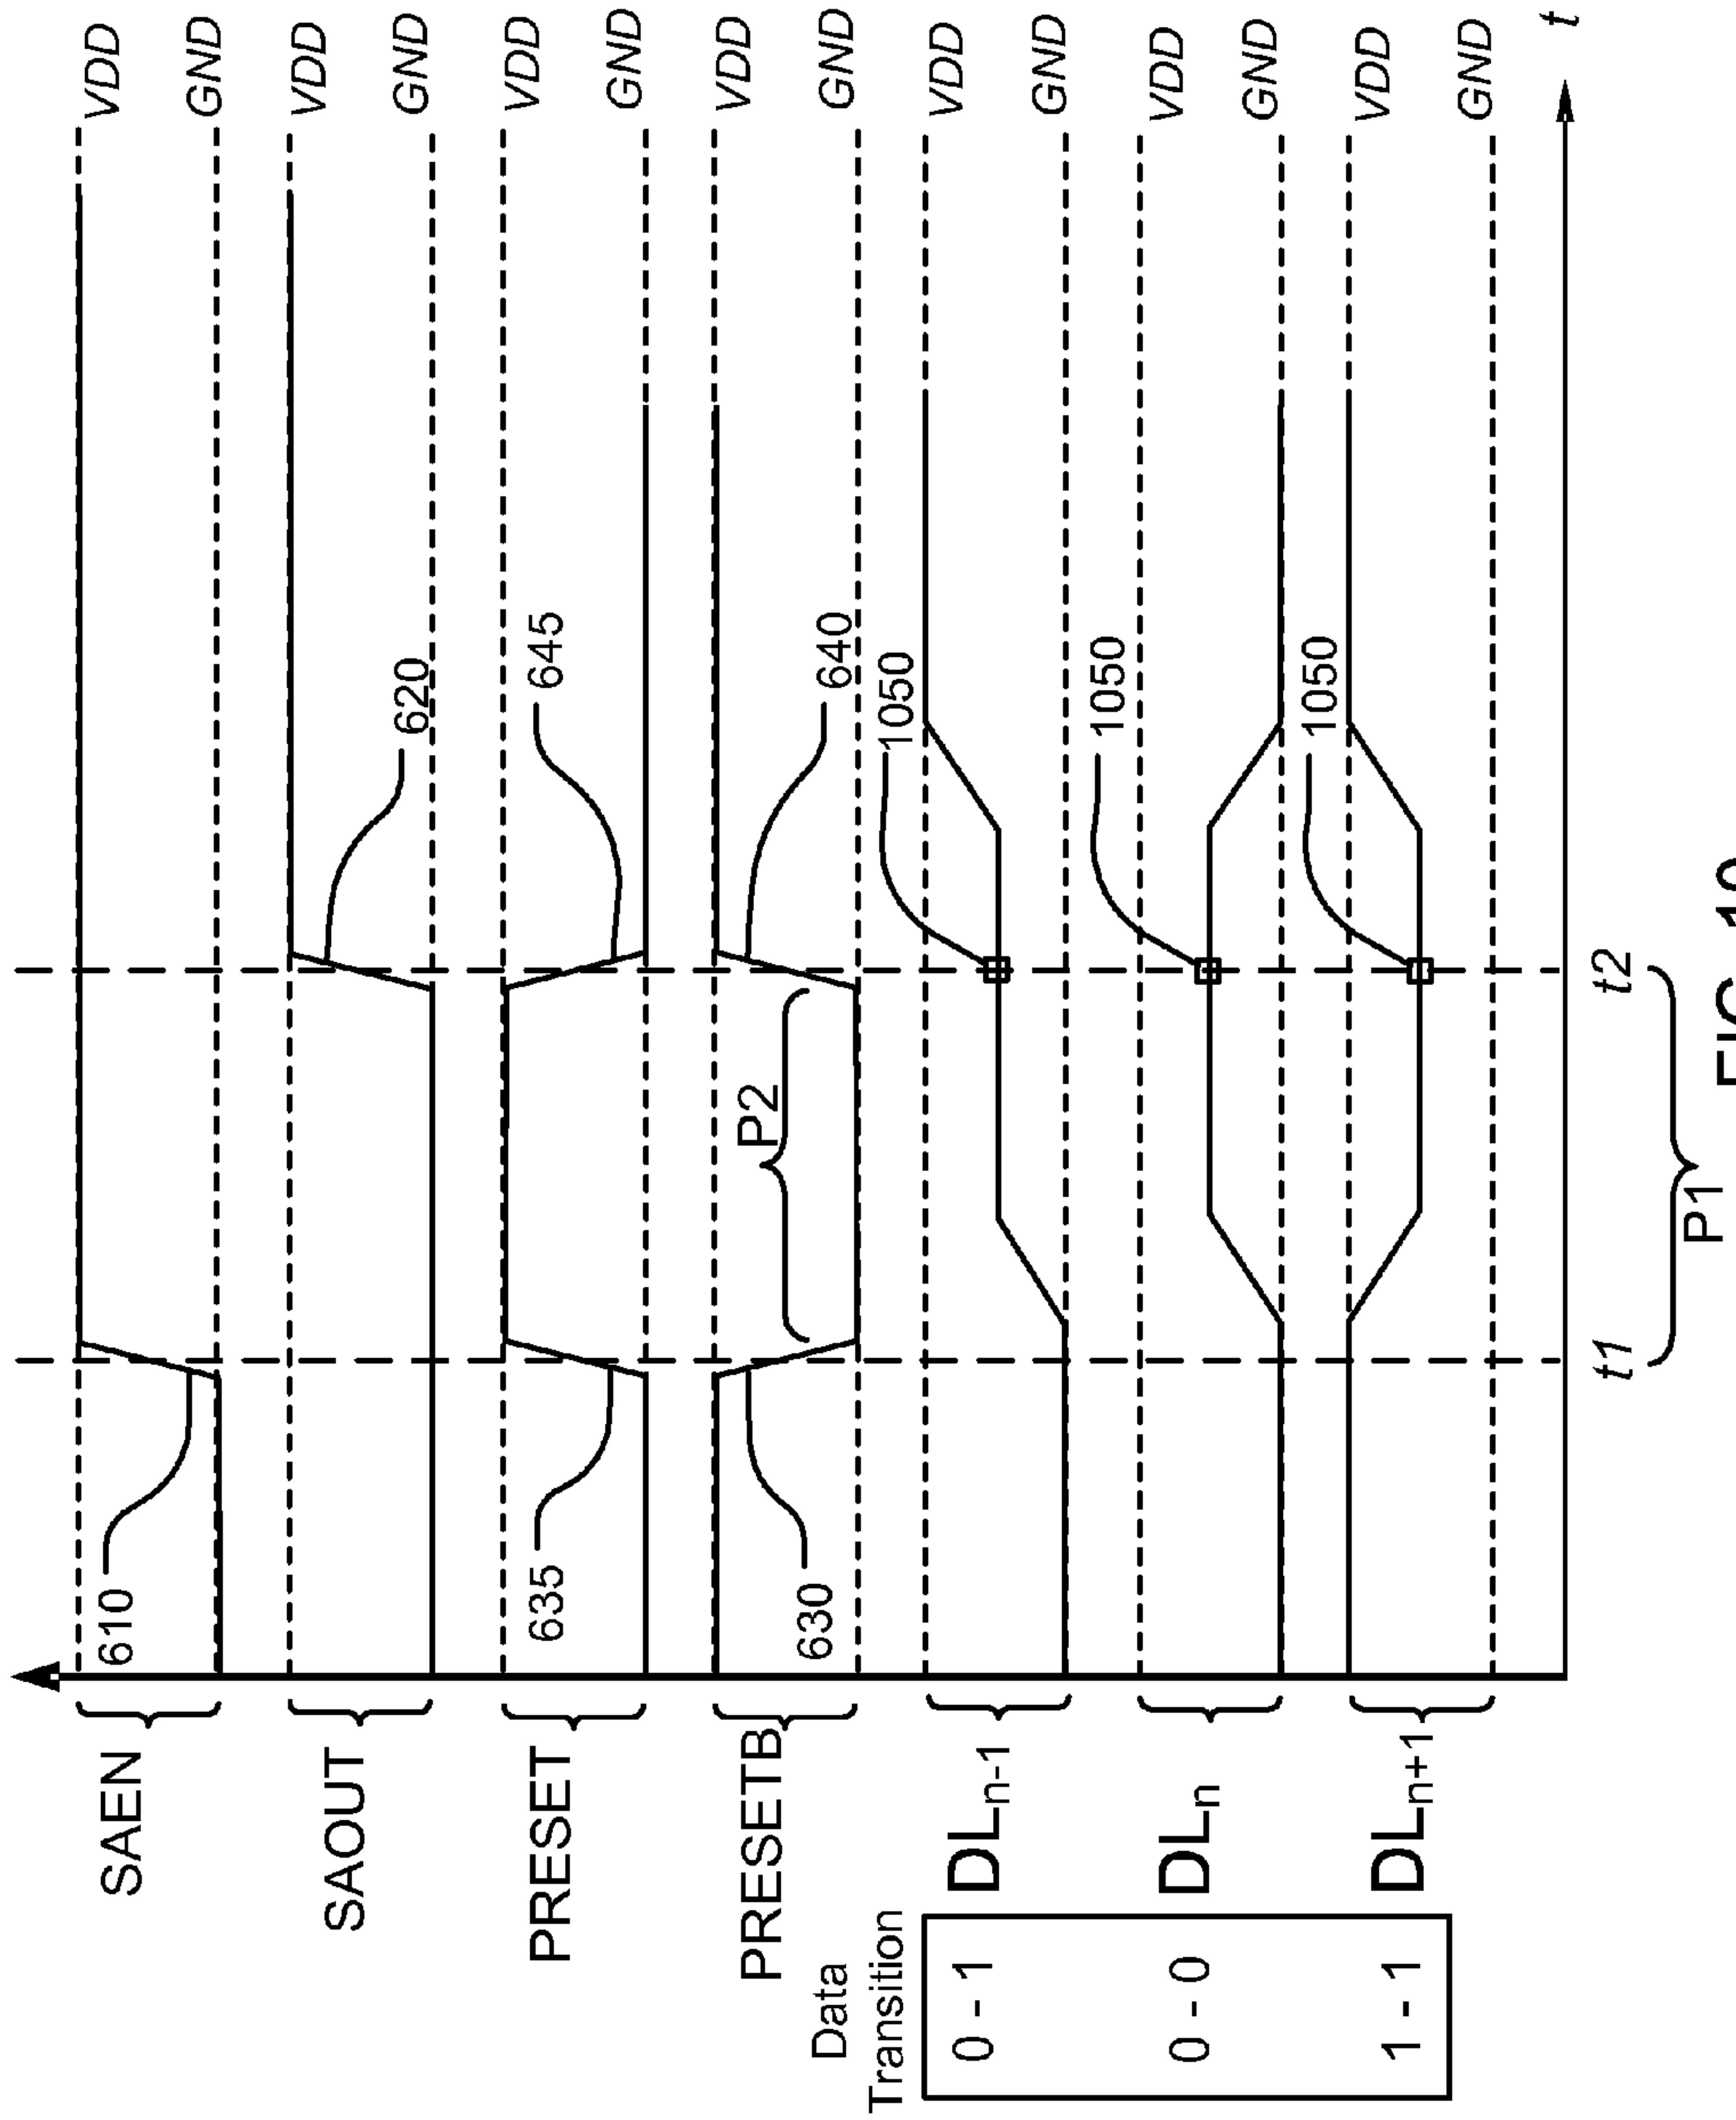 SAEN
610
VDD
GND
SAOUT
620
VDD
GND
PRESET
635
645
VDD
GND
PRESETB
630
P2
640
VDD
GND
Data
Transition
0 - 1
DLn-1
1050
VDD
GND
0 - 0
DLn
1050
VDD
GND
1 - 1
DLn+1
1050
VDD
GND
t
t1
t2
P1